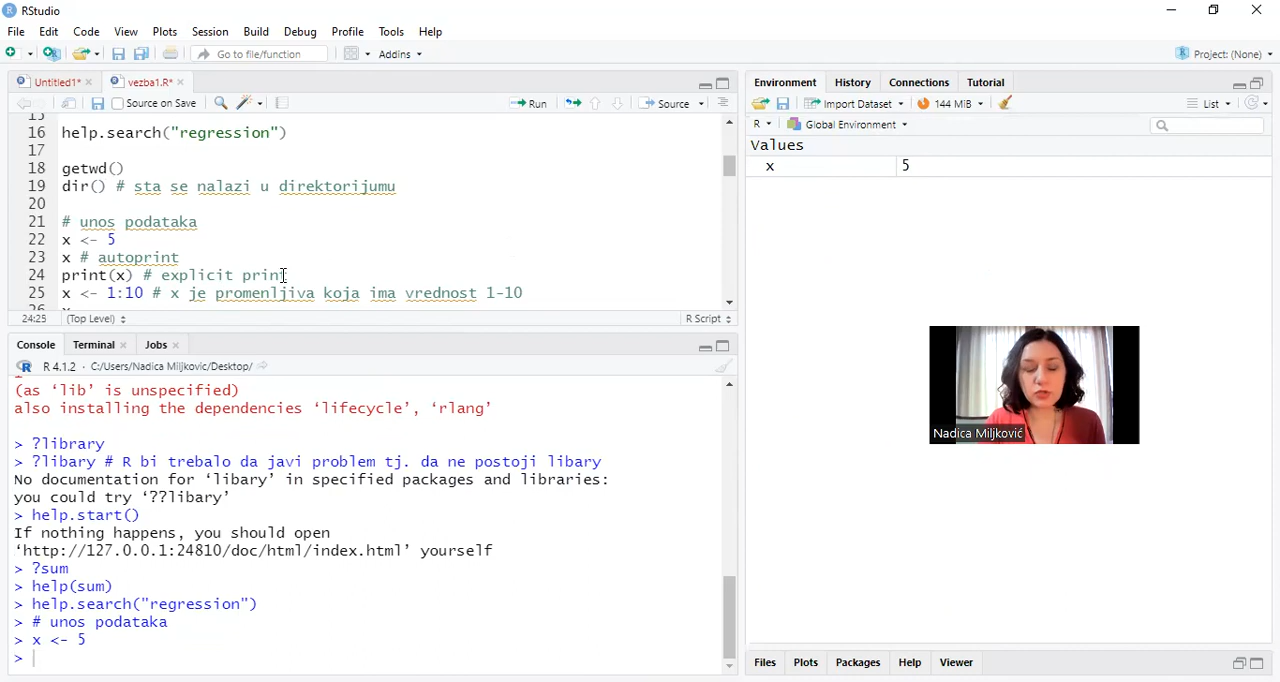 RStudio
File Edit Code View Plots Session Build Debug Profile Tools Help
Go to file/function Addins Project: (None)
Untitled1* vezba1.R*
Source on Save Run Source
15
16 help.search("regression")
17
18 getwd()
19 dir() # sta se nalazi u direktorijumu
20
21 # unos podataka
22 x <- 5
23 x # autoprint
24 print(x) # explicit print
25 x <- 1:10 # x je promenljiva koja ima vrednost 1-10
26 x
24:25 (Top Level) R Script
Console Terminal Jobs
R 4.1.2 · C:/Users/Nadica Miljkovic/Desktop/
(as ‘lib’ is unspecified)
also installing the dependencies ‘lifecycle’, ‘rlang’
> ?library
> ?libary # R bi trebalo da javi problem tj. da ne postoji libary
No documentation for ‘libary’ in specified packages and libraries:
you could try ‘??libary’
> help.start()
If nothing happens, you should open
‘http://127.0.0.1:24810/doc/html/index.html’ yourself
> ?sum
> help(sum)
> help.search("regression")
> # unos podataka
> x <- 5
>
Environment History Connections Tutorial
Import Dataset 144 MiB List
R Global Environment
Values
x 5
Nadica Miljković
Files Plots Packages Help Viewer